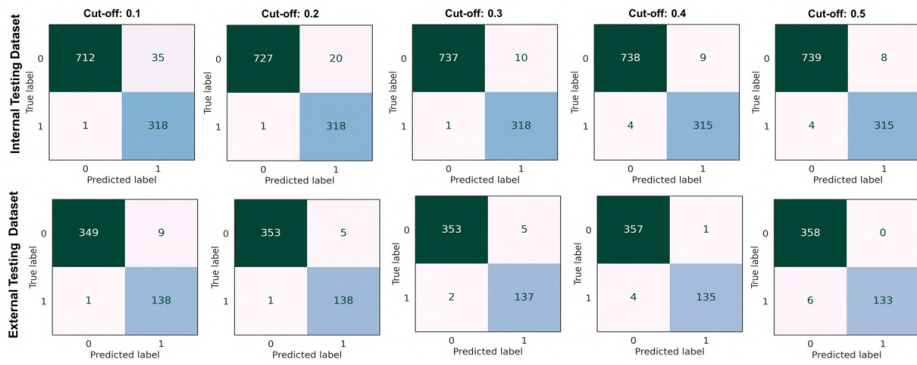 Cut-off: 0.1 Cut-off: 0.2 Cut-off: 0.3 Cut-off: 0.4 Cut-off: 0.5
Internal Testing Dataset
True label True label True label True label True label
0 712 35 0 727 20 0 737 10 0 738 9 0 739 8
1 1 318 1 1 318 1 1 318 1 4 315 1 4 315
0 1 0 1 0 1 0 1 0 1
Predicted label Predicted label Predicted label Predicted label Predicted label
External Testing Dataset
True label True label True label True label True label
0 349 9 0 353 5 0 353 5 0 357 1 0 358 0
1 1 138 1 1 138 1 2 137 1 4 135 1 6 133
0 1 0 1 0 1 0 1 0 1
Predicted label Predicted label Predicted label Predicted label Predicted label